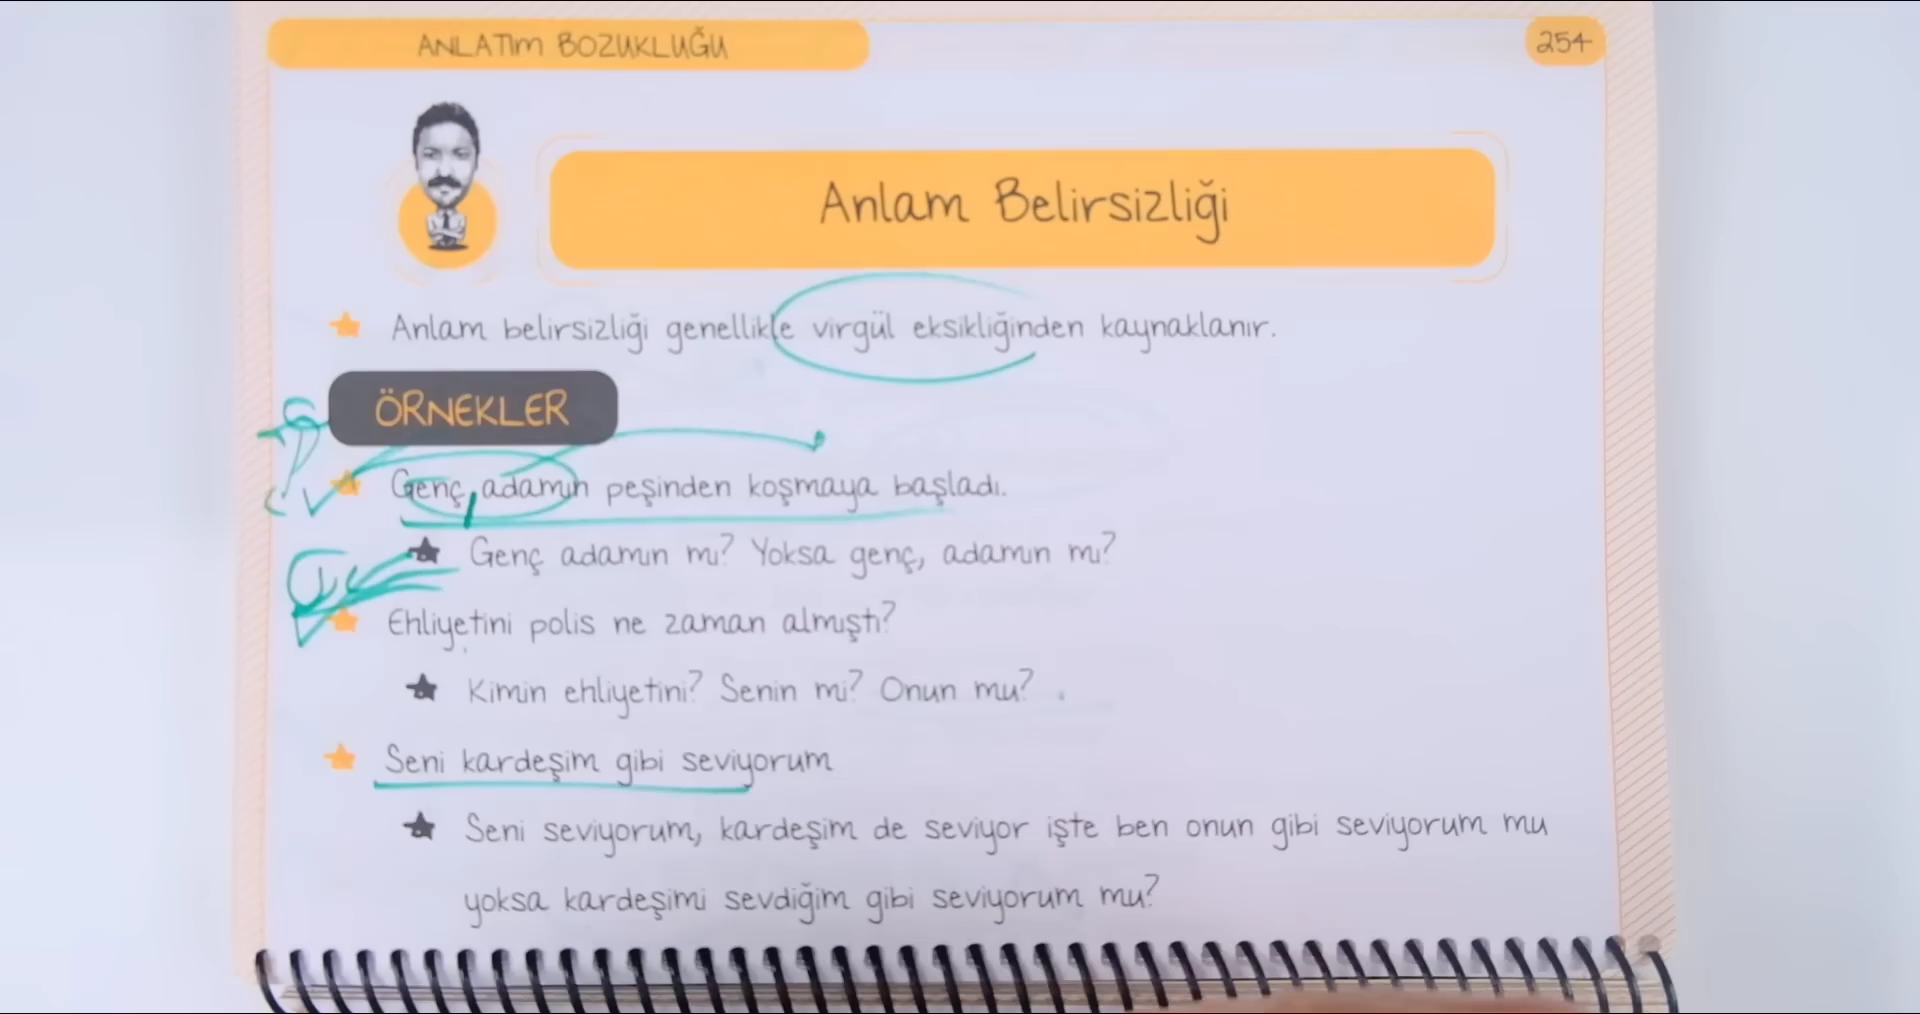 ANLATIM BOZUKLUĞU
254
Anlam Belirsizliği
Anlam belirsizliği genellikle virgül eksikliğinden kaynaklanır.
ÖRNEKLER
Genç, adamın peşinden koşmaya başladı.
Genç adamın mı? Yoksa genç, adamın mı?
Ehliyetini polis ne zaman almıştı?
Kimin ehliyetini? Senin mi? Onun mu?
Seni kardeşim gibi seviyorum
Seni seviyorum, kardeşim de seviyor işte ben onun gibi seviyorum mu
yoksa kardeşimi sevdiğim gibi seviyorum mu?